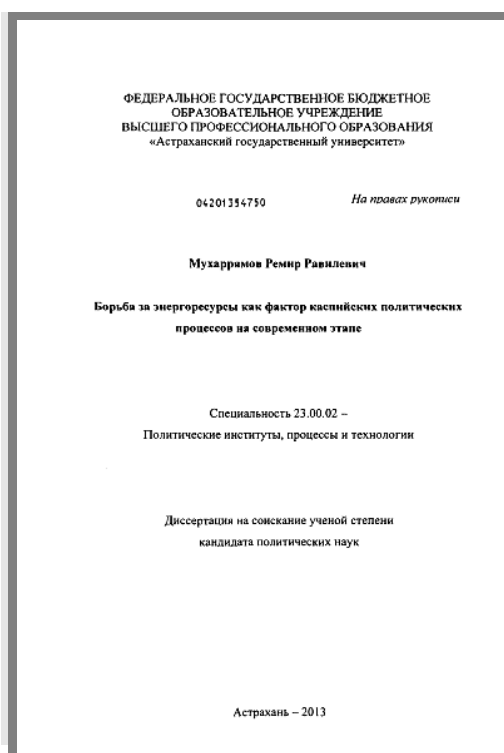 ФЕДЕРАЛЬНОЕ ГОСУДАРСТВЕННОЕ БЮДЖЕТНОЕ
ОБРАЗОВАТЕЛЬНОЕ УЧРЕЖДЕНИЕ
ВЫСШЕГО ПРОФЕССИОНАЛЬНОГО ОБРАЗОВАНИЯ
«Астраханский государственный университет»
04201354750
На правах рукописи
Мухаррямов Ремир Равилевич
Борьба за энергоресурсы как фактор каспийских политических
процессов на современном этапе
Специальность 23.00.02 –
Политические институты, процессы и технологии
Диссертация на соискание ученой степени
кандидата политических наук
Астрахань – 2013